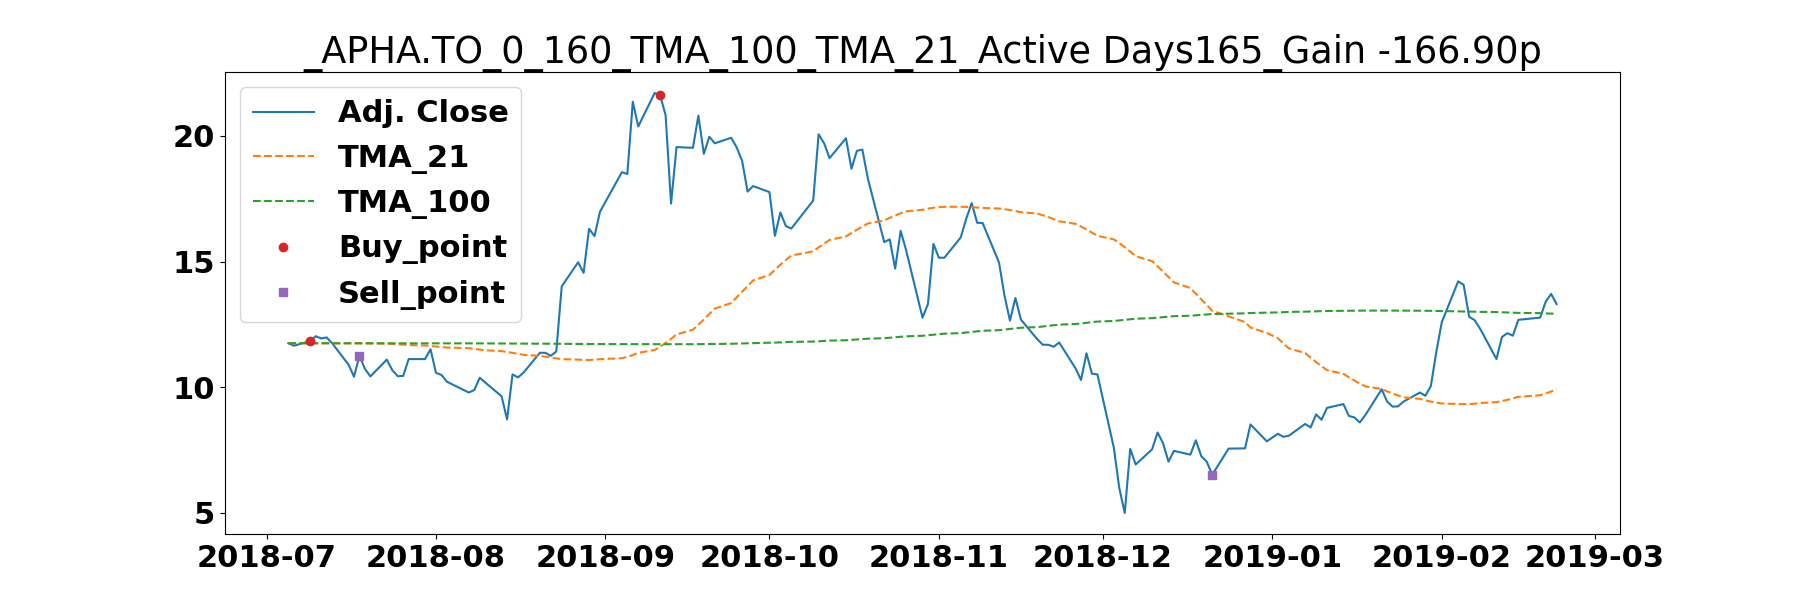 _APHA.TO_0_160_TMA_100_TMA_21_Active Days165_Gain -166.90p
Adj. Close
TMA_21
TMA_100
Buy_point
Sell_point
20
15
10
5
2018-07 2018-08 2018-09 2018-10 2018-11 2018-12 2019-01 2019-02 2019-03